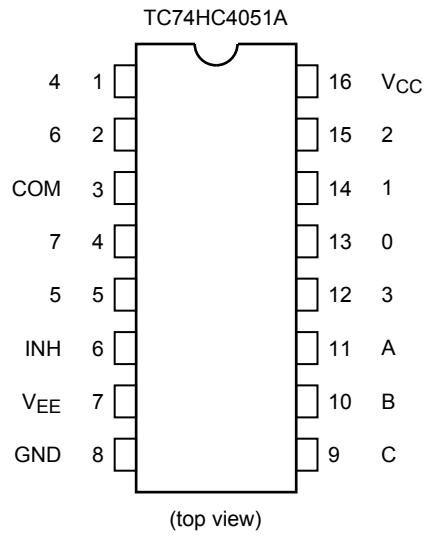 TC74HC4051A
4 1 16 VCC
6 2 15 2
COM 3 14 1
7 4 13 0
5 5 12 3
INH 6 11 A
VEE 7 10 B
GND 8 9 C
(top view)